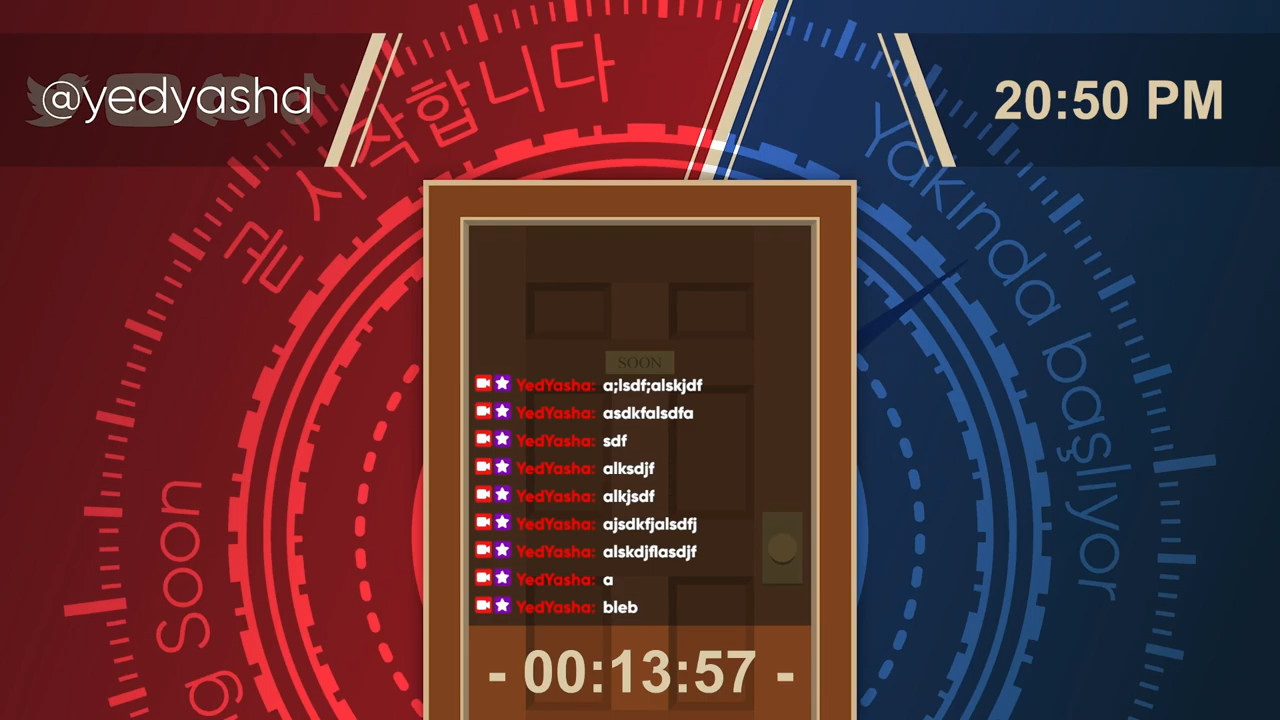 @yedyasha
20:50 PM
곧 시작합니다
Yakında başlıyor
g Soon
SOON
YedYasha: a;lsdf;alskjdf
YedYasha: asdkfalsdfa
YedYasha: sdf
YedYasha: alksdjf
YedYasha: alkjsdf
YedYasha: ajsdkfjalsdfj
YedYasha: alskdjflasdjf
YedYasha: a
YedYasha: bleb
- 00:13:57 -